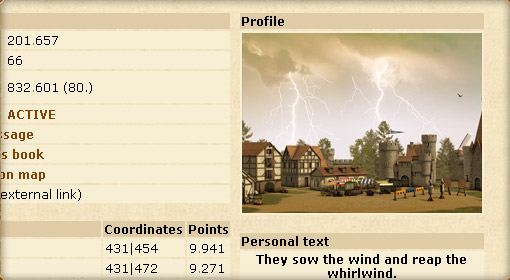 201.657
66
832.601 (80.)
ACTIVE
ssage
s book
on map
external link)
Coordinates Points
431|454 9.941
431|472 9.271
Profile
Personal text
They sow the wind and reap the
whirlwind.